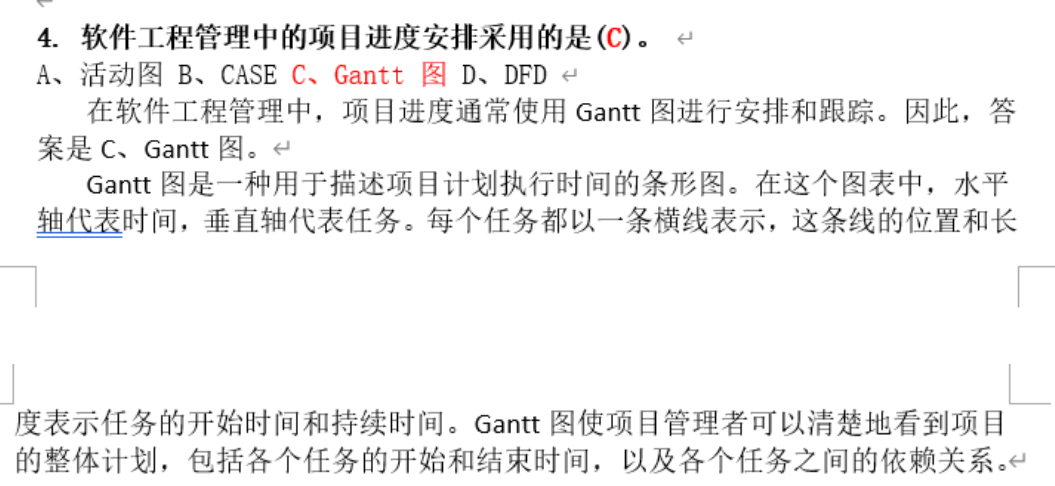 4. 软件工程管理中的项目进度安排采用的是(C)。
A、活动图 B、CASE C、Gantt 图 D、DFD
在软件工程管理中，项目进度通常使用 Gantt 图进行安排和跟踪。因此，答
案是 C、Gantt 图。
Gantt 图是一种用于描述项目计划执行时间的条形图。在这个图表中，水平
轴代表时间，垂直轴代表任务。每个任务都以一条横线表示，这条线的位置和长
度表示任务的开始时间和持续时间。Gantt 图使项目管理者可以清楚地看到项目
的整体计划，包括各个任务的开始和结束时间，以及各个任务之间的依赖关系。